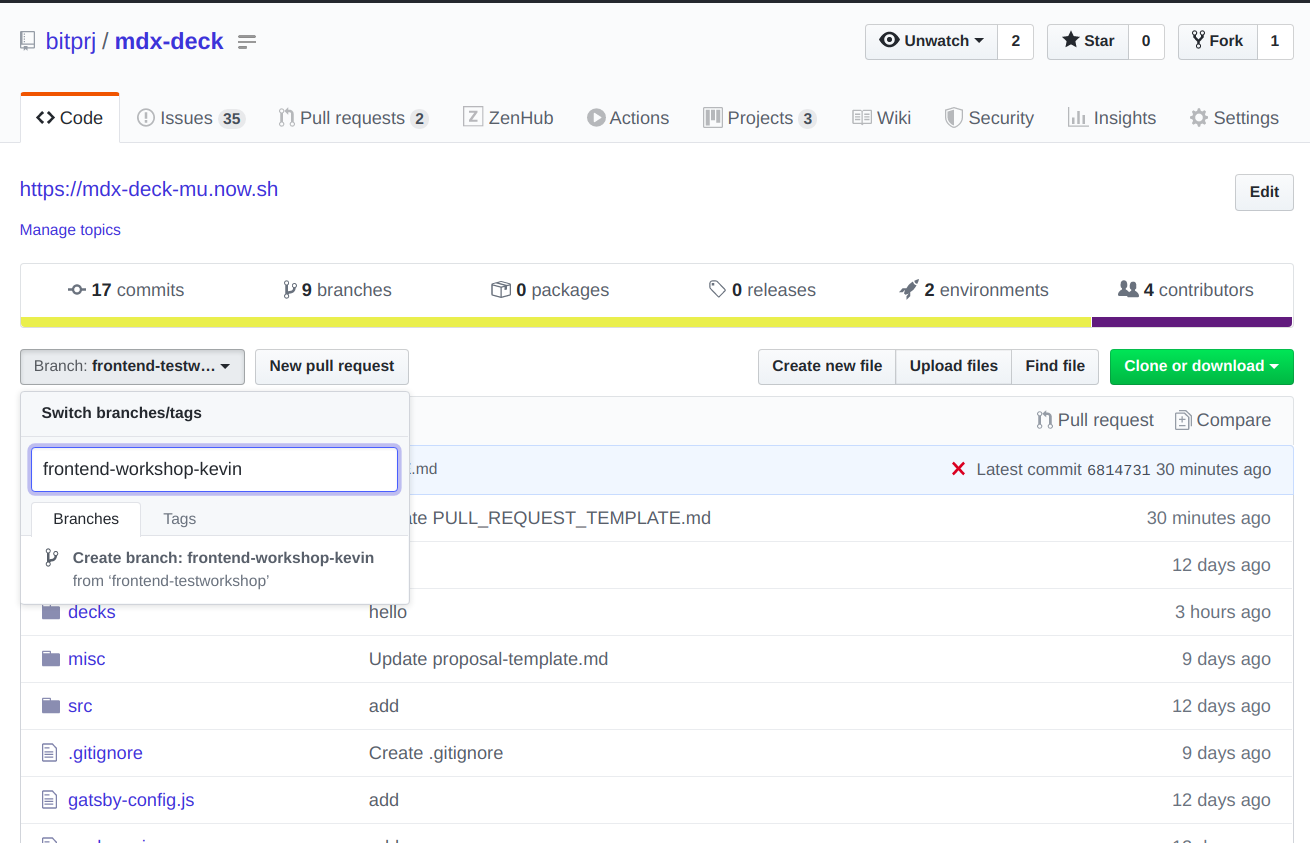 bitprj / mdx-deck
Unwatch 2 Star 0 Fork 1
Code Issues 35 Pull requests 2 ZenHub Actions Projects 3 Wiki Security Insights Settings
https://mdx-deck-mu.now.sh
Edit
Manage topics
17 commits 9 branches 0 packages 0 releases 2 environments 4 contributors
Branch: frontend-testw… New pull request Create new file Upload files Find file Clone or download
Switch branches/tags
Pull request Compare
frontend-workshop-kevin
.md
Latest commit 6814731 30 minutes ago
Branches Tags
PULL_REQUEST_TEMPLATE.md 30 minutes ago
Create branch: frontend-workshop-kevin
12 days ago
from ‘frontend-testworkshop’
decks hello 3 hours ago
misc Update proposal-template.md 9 days ago
src add 12 days ago
.gitignore Create .gitignore 9 days ago
gatsby-config.js add 12 days ago